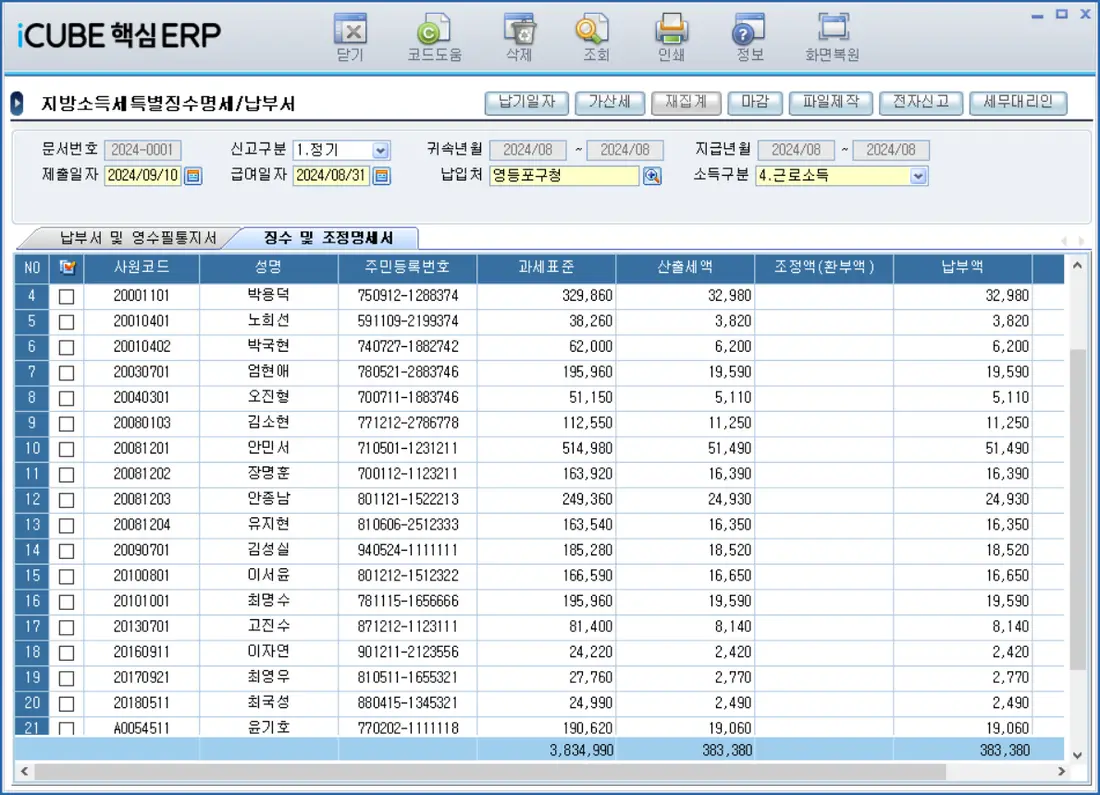 iCUBE 핵심ERP
닫기 코드도움 삭제 조회 인쇄 정보 화면복원
지방소득세특별징수명세/납부서 납기일자 가산세 재집계 마감 파일제작 전자신고 세무대리인
문서번호 2024-0001 신고구분 1.정기 귀속년월 2024/08 ~ 2024/08 지급년월 2024/08 ~ 2024/08
제출일자 2024/09/10 급여일자 2024/08/31 납입처 영등포구청 소득구분 4.근로소득
납부서 및 영수필통지서 징수 및 조정명세서
NO 사원코드 성명 주민등록번호 과세표준 산출세액 조정액(환부액) 납부액
4 20001101 박용덕 750912-1288374 329,860 32,980 32,980
5 20010401 노희선 591109-2199374 38,260 3,820 3,820
6 20010402 박국현 740727-1882742 62,000 6,200 6,200
7 20030701 엄현애 780521-2883746 195,960 19,590 19,590
8 20040301 오진형 700711-1883746 51,150 5,110 5,110
9 20080103 김소현 771212-2786778 112,550 11,250 11,250
10 20081201 안민서 710501-1231211 514,980 51,490 51,490
11 20081202 장명훈 700112-1123211 163,920 16,390 16,390
12 20081203 안종남 801121-1522213 249,360 24,930 24,930
13 20081204 유지현 810606-2512333 163,540 16,350 16,350
14 20090701 김성실 940524-1111111 185,280 18,520 18,520
15 20100801 이서윤 801212-1512322 166,590 16,650 16,650
16 20101001 최명수 781115-1656666 195,960 19,590 19,590
17 20130701 고진수 871212-1123111 81,400 8,140 8,140
18 20160911 이자연 901211-2123556 24,220 2,420 2,420
19 20170921 최영우 810511-1655321 27,760 2,770 2,770
20 20180511 최국성 880415-1345321 24,990 2,490 2,490
21 A0054511 윤기호 770202-1111118 190,620 19,060 19,060
3,834,990 383,380 383,380